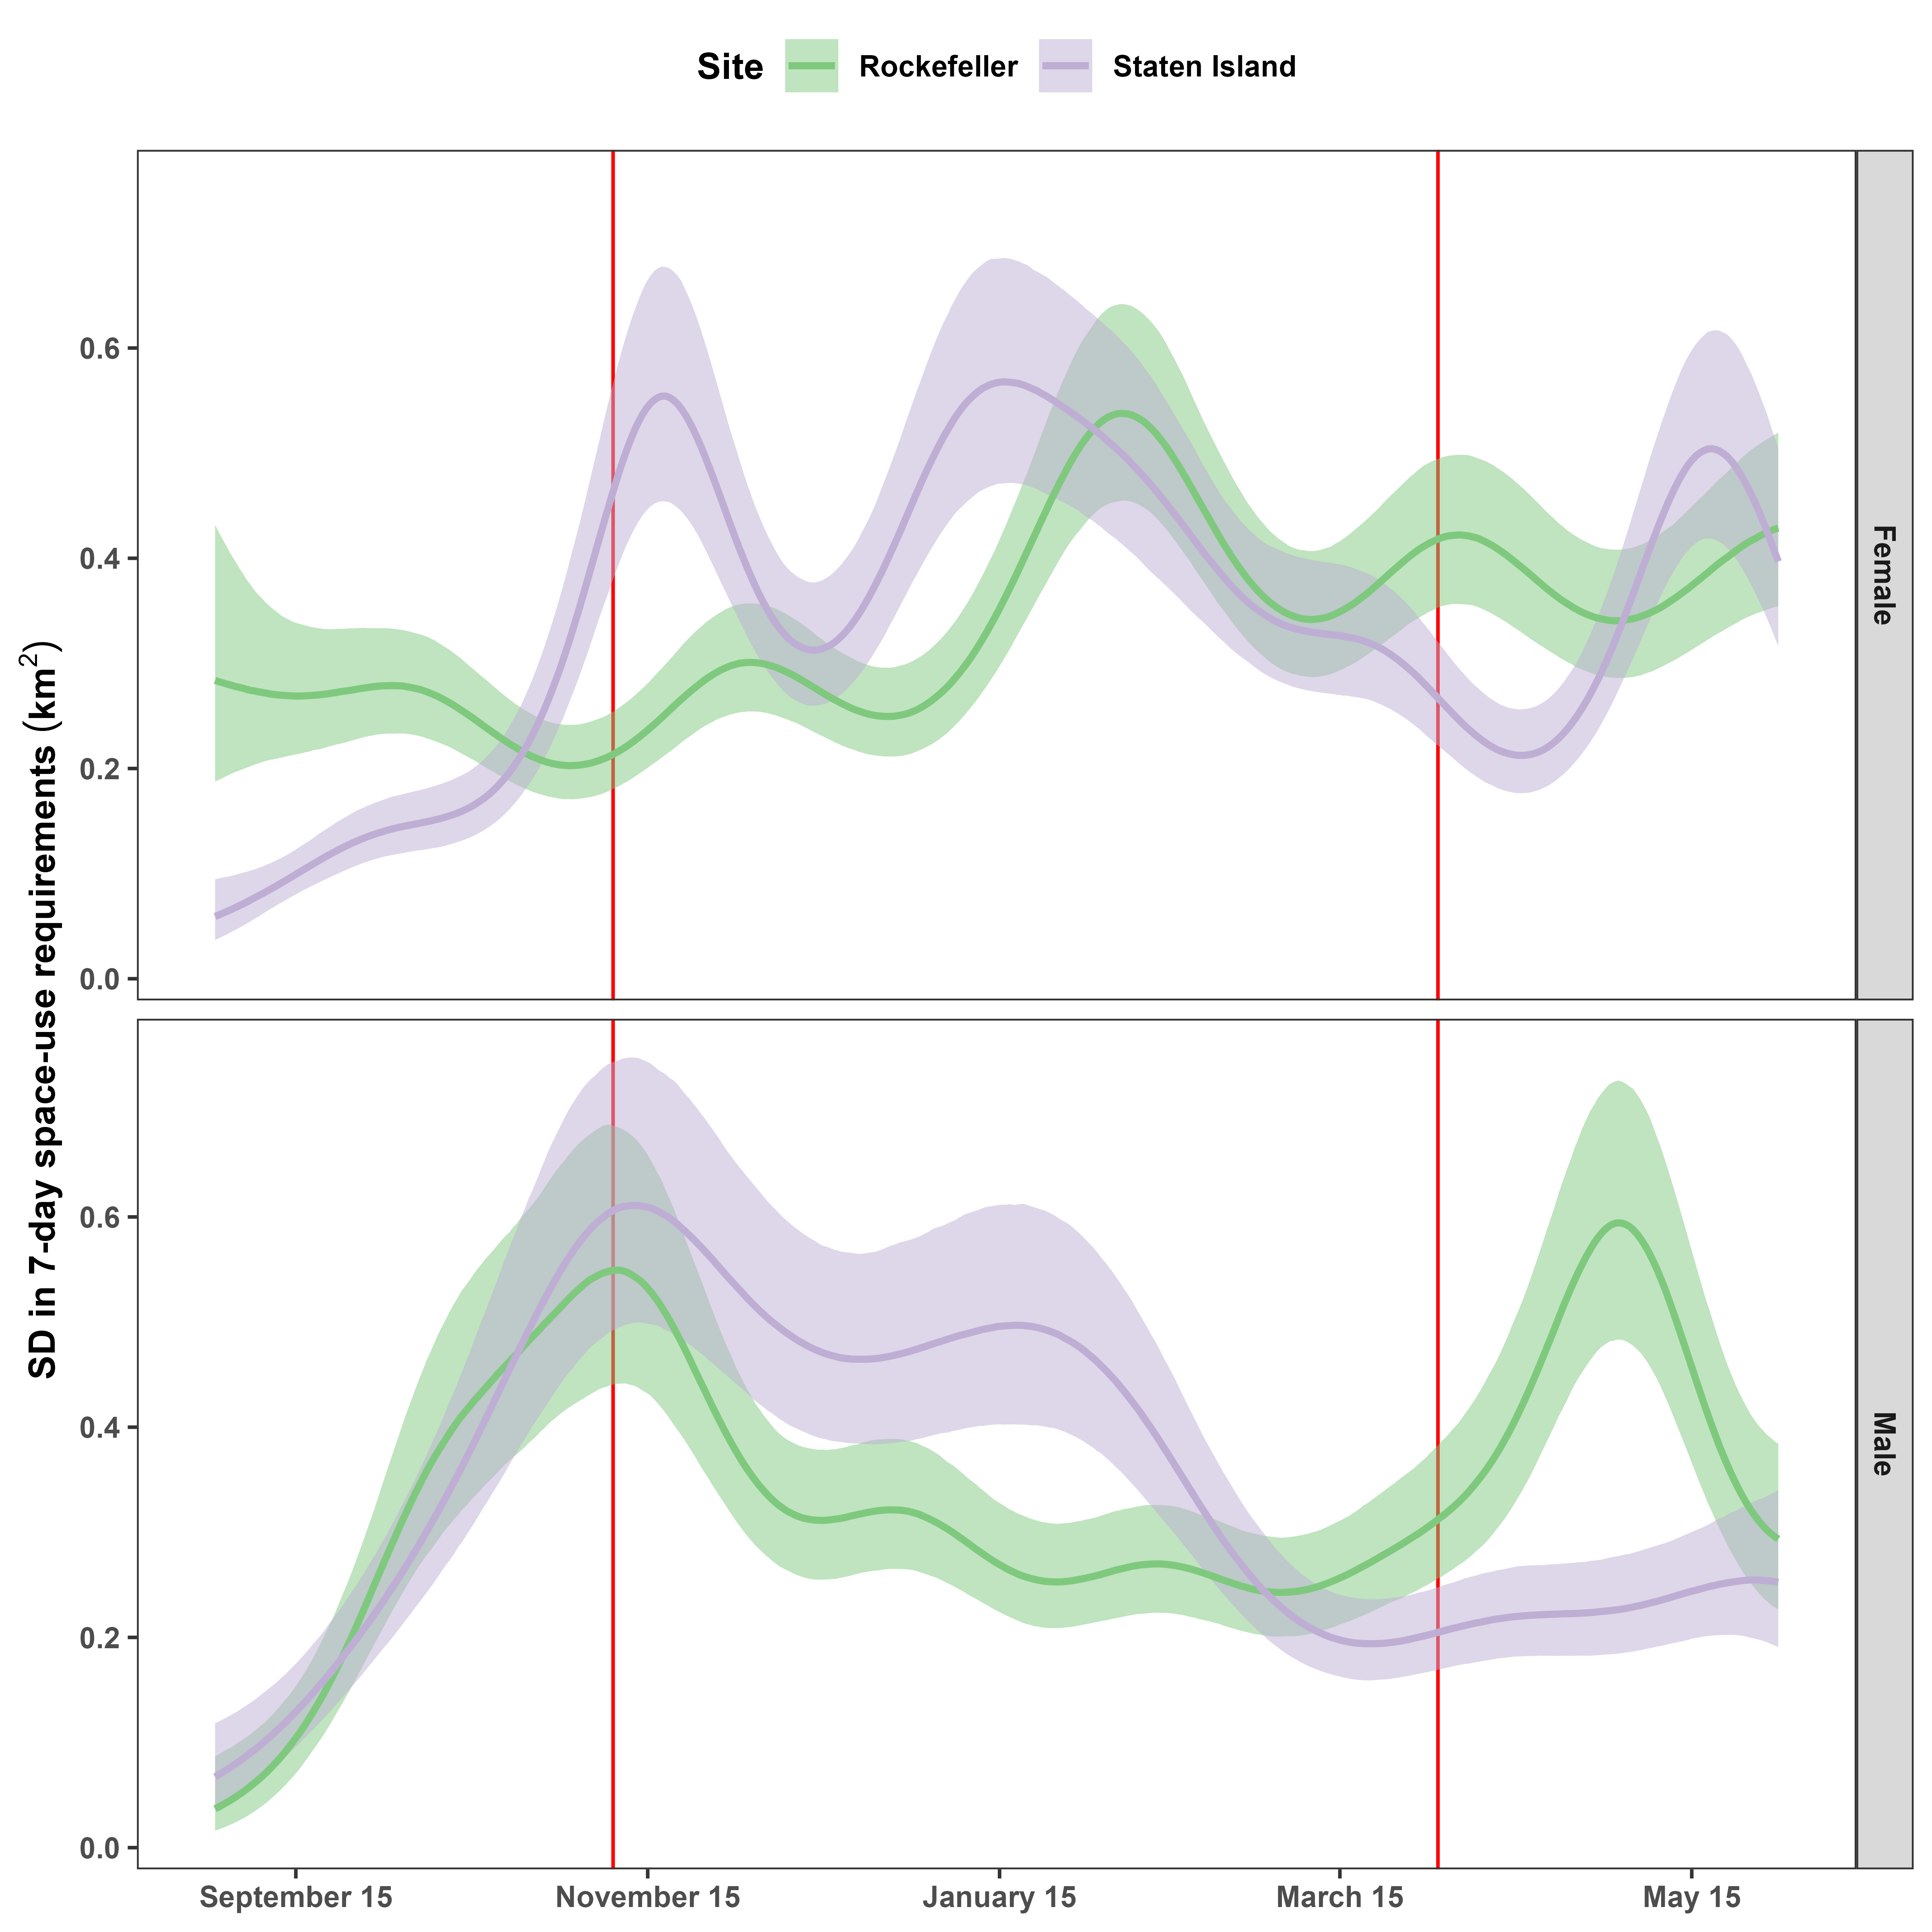 Site Rockefeller Staten Island
SD in 7-day space-use requirements (km²)
0.6
0.4
0.2
0.0
Female
0.6
0.4
0.2
0.0
Male
September 15 November 15 January 15 March 15 May 15